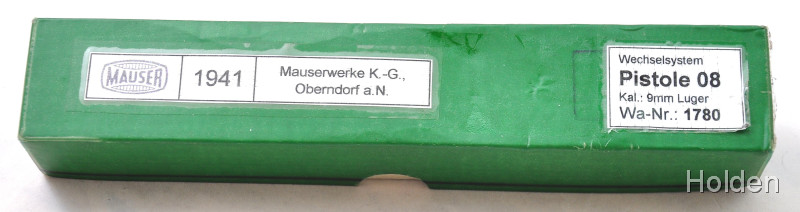 MAUSER
1941
Mauserwerke K.-G.,
Oberndorf a.N.
Wechselsystem
Pistole 08
Kal.: 9mm Luger
Wa-Nr.: 1780
Holden